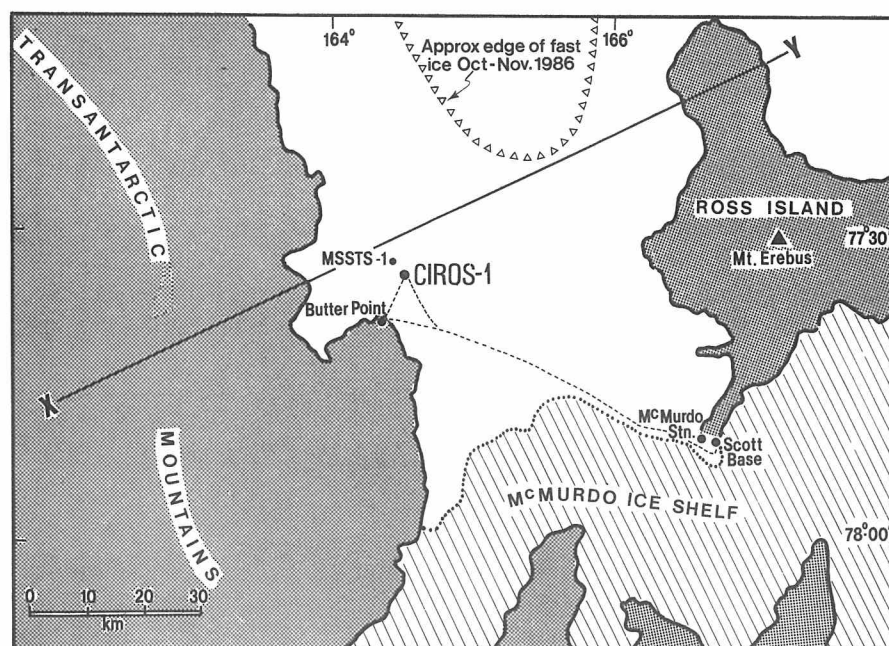 164°
166°
Approx edge of fast
ice Oct-Nov. 1986
Y
TRANSANTARCTIC
ROSS ISLAND
77°30'
Mt. Erebus
MSSTS-1
CIROS-1
Butter Point
X
McMurdo
Stn
Scott
Base
MOUNTAINS
McMURDO ICE SHELF
78°00'
0 10 20 30
km